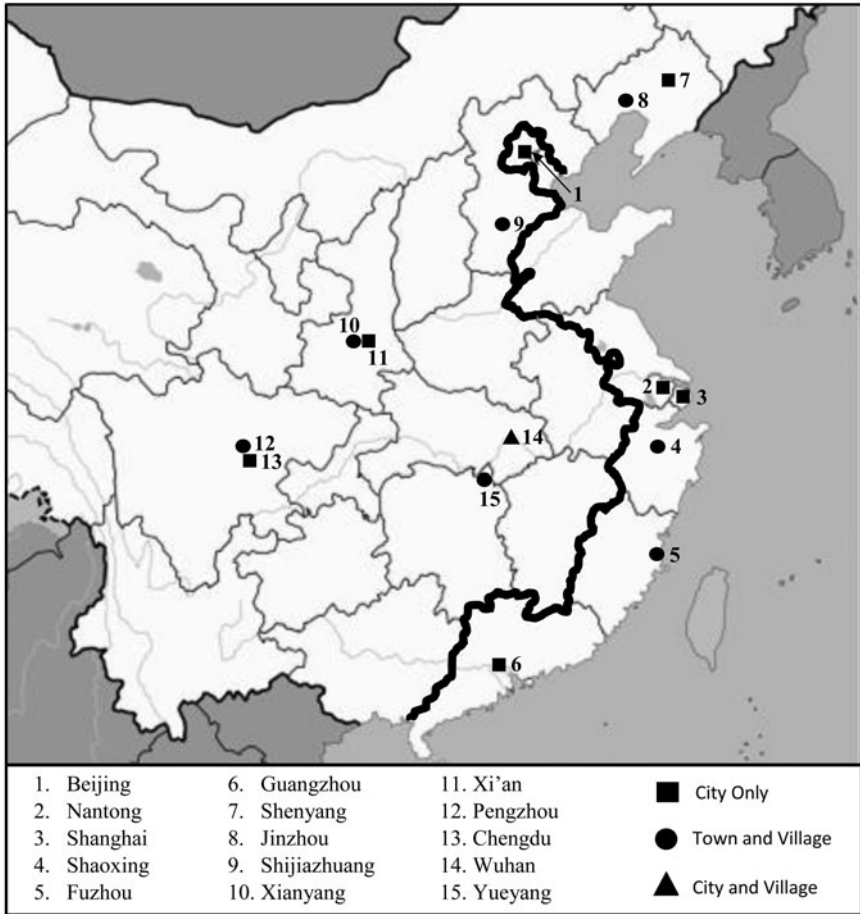 7
8
1
9
10
11
2
3
12
13
14
4
15
5
6
1. Beijing
2. Nantong
3. Shanghai
4. Shaoxing
5. Fuzhou
6. Guangzhou
7. Shenyang
8. Jinzhou
9. Shijiazhuang
10. Xianyang
11. Xi'an
12. Pengzhou
13. Chengdu
14. Wuhan
15. Yueyang
City Only
Town and Village
City and Village